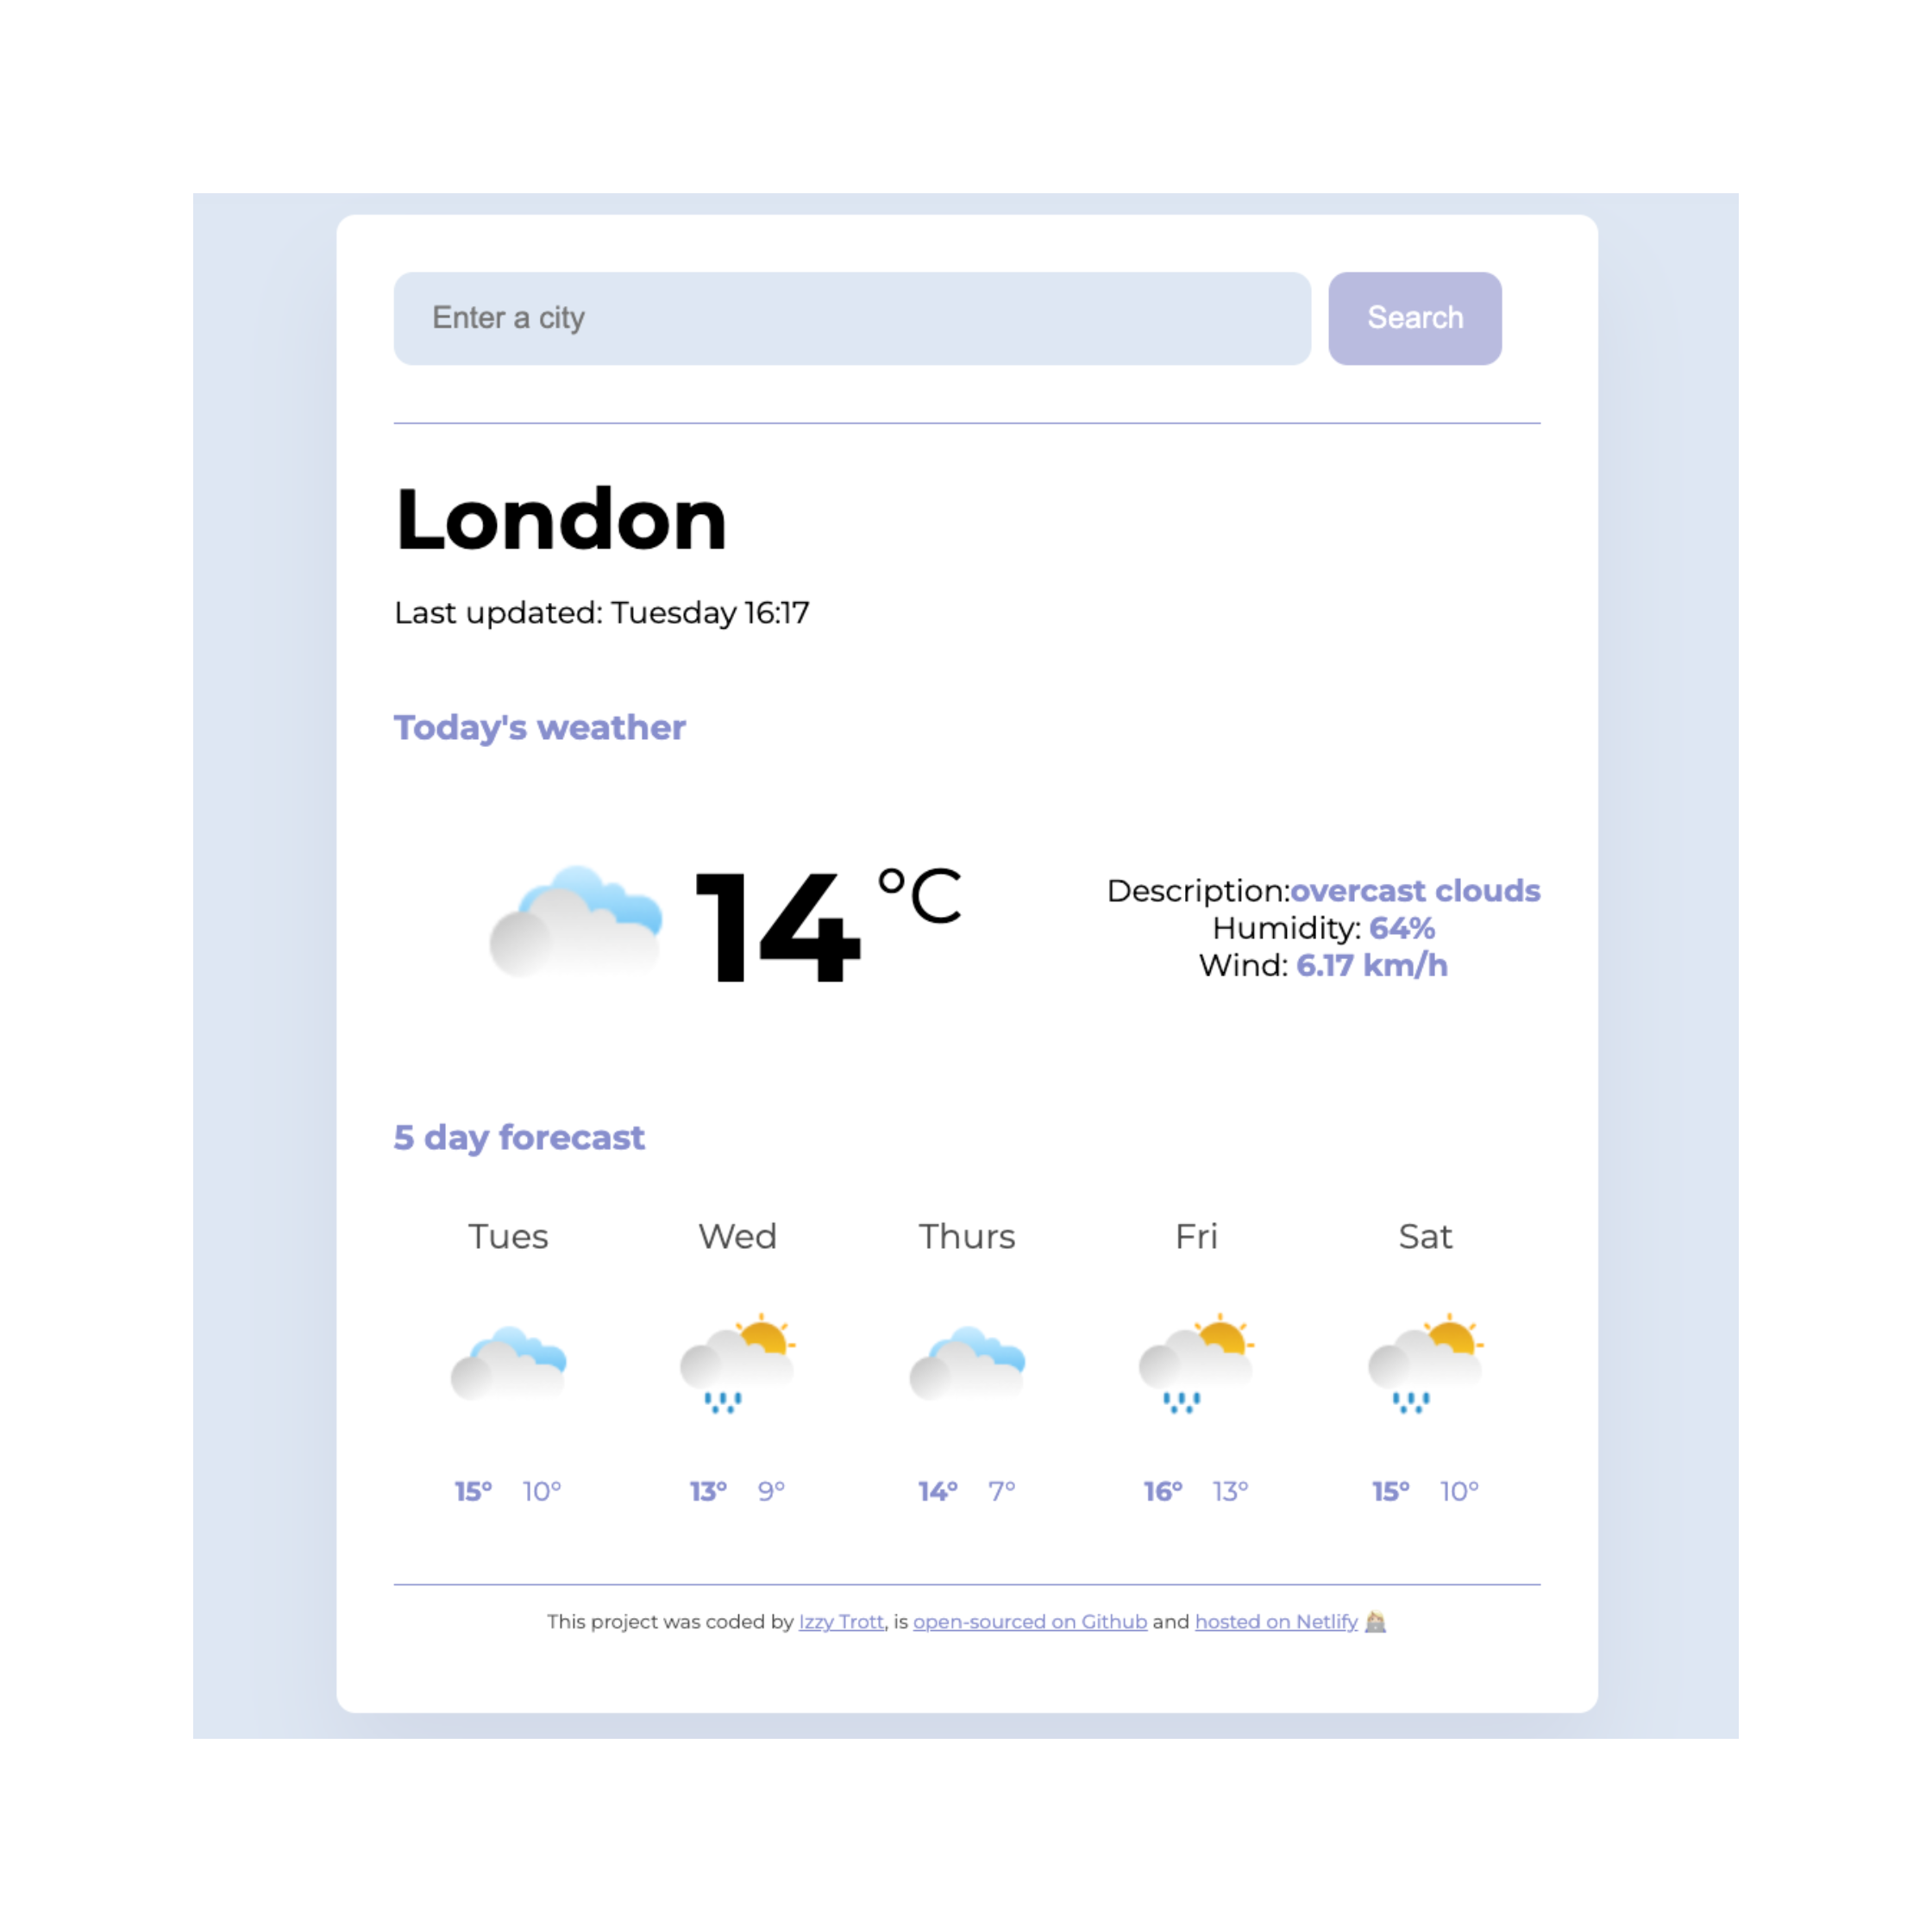 Enter a city
Search
London
Last updated: Tuesday 16:17
Today's weather
14 °C
Description:overcast clouds
Humidity: 64%
Wind: 6.17 km/h
5 day forecast
Tues Wed Thurs Fri Sat
15° 10° 13° 9° 14° 7° 16° 13° 15° 10°
This project was coded by Izzy Trott, is open-sourced on Github and hosted on Netlify 👩🏼‍💻